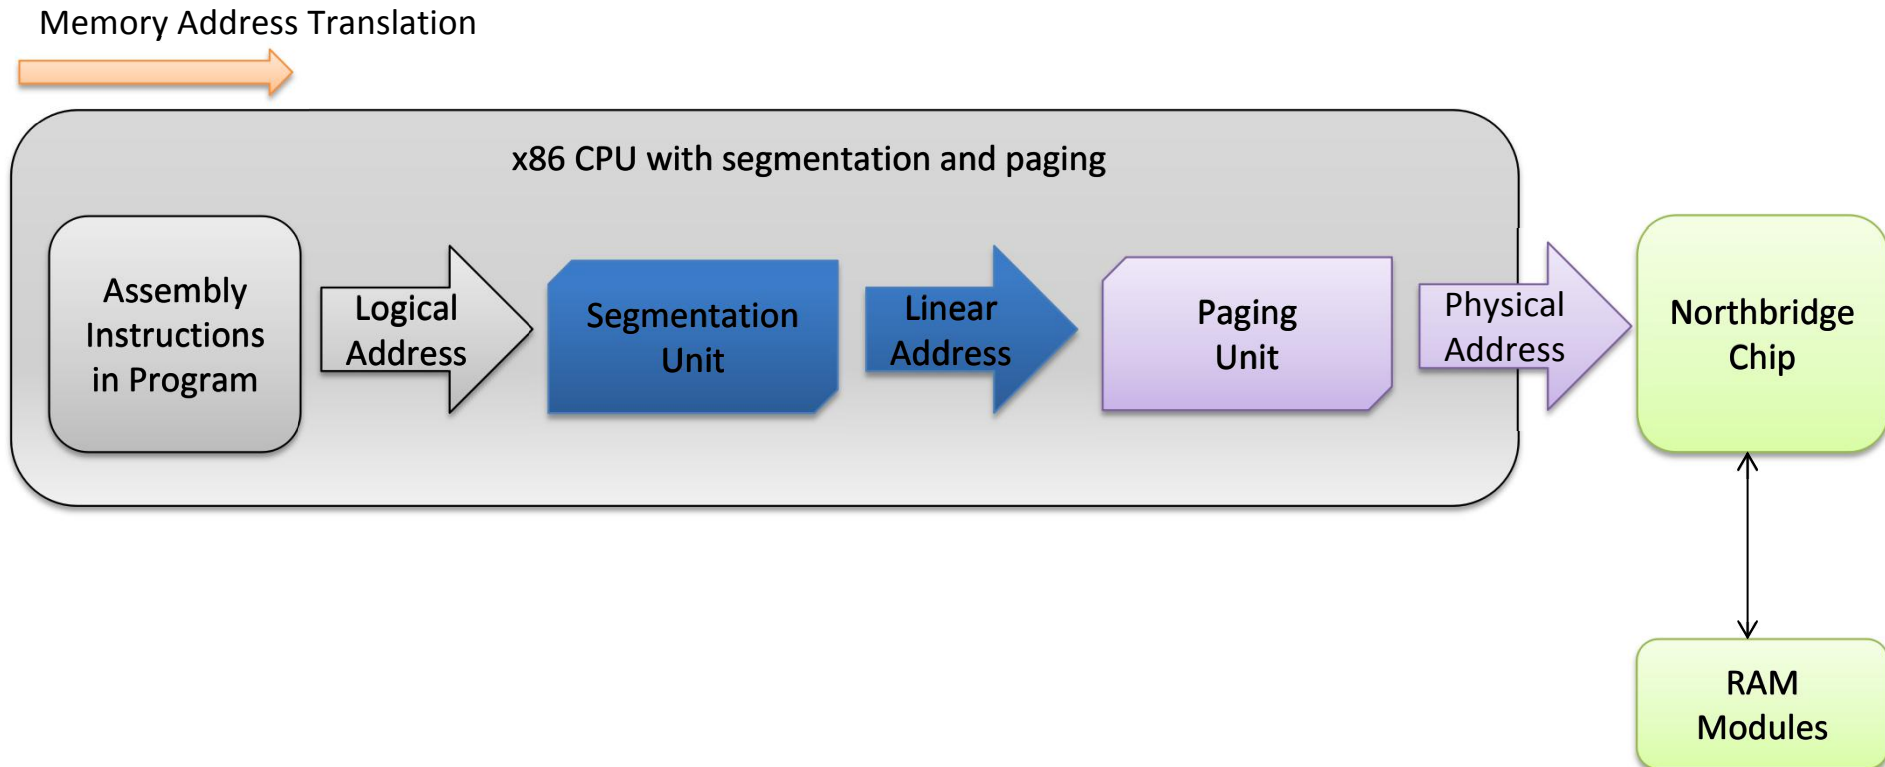 Memory Address Translation
x86 CPU with segmentation and paging
Assembly
Instructions
in Program
Logical
Address
Segmentation
Unit
Linear
Address
Paging
Unit
Physical
Address
Northbridge
Chip
RAM
Modules